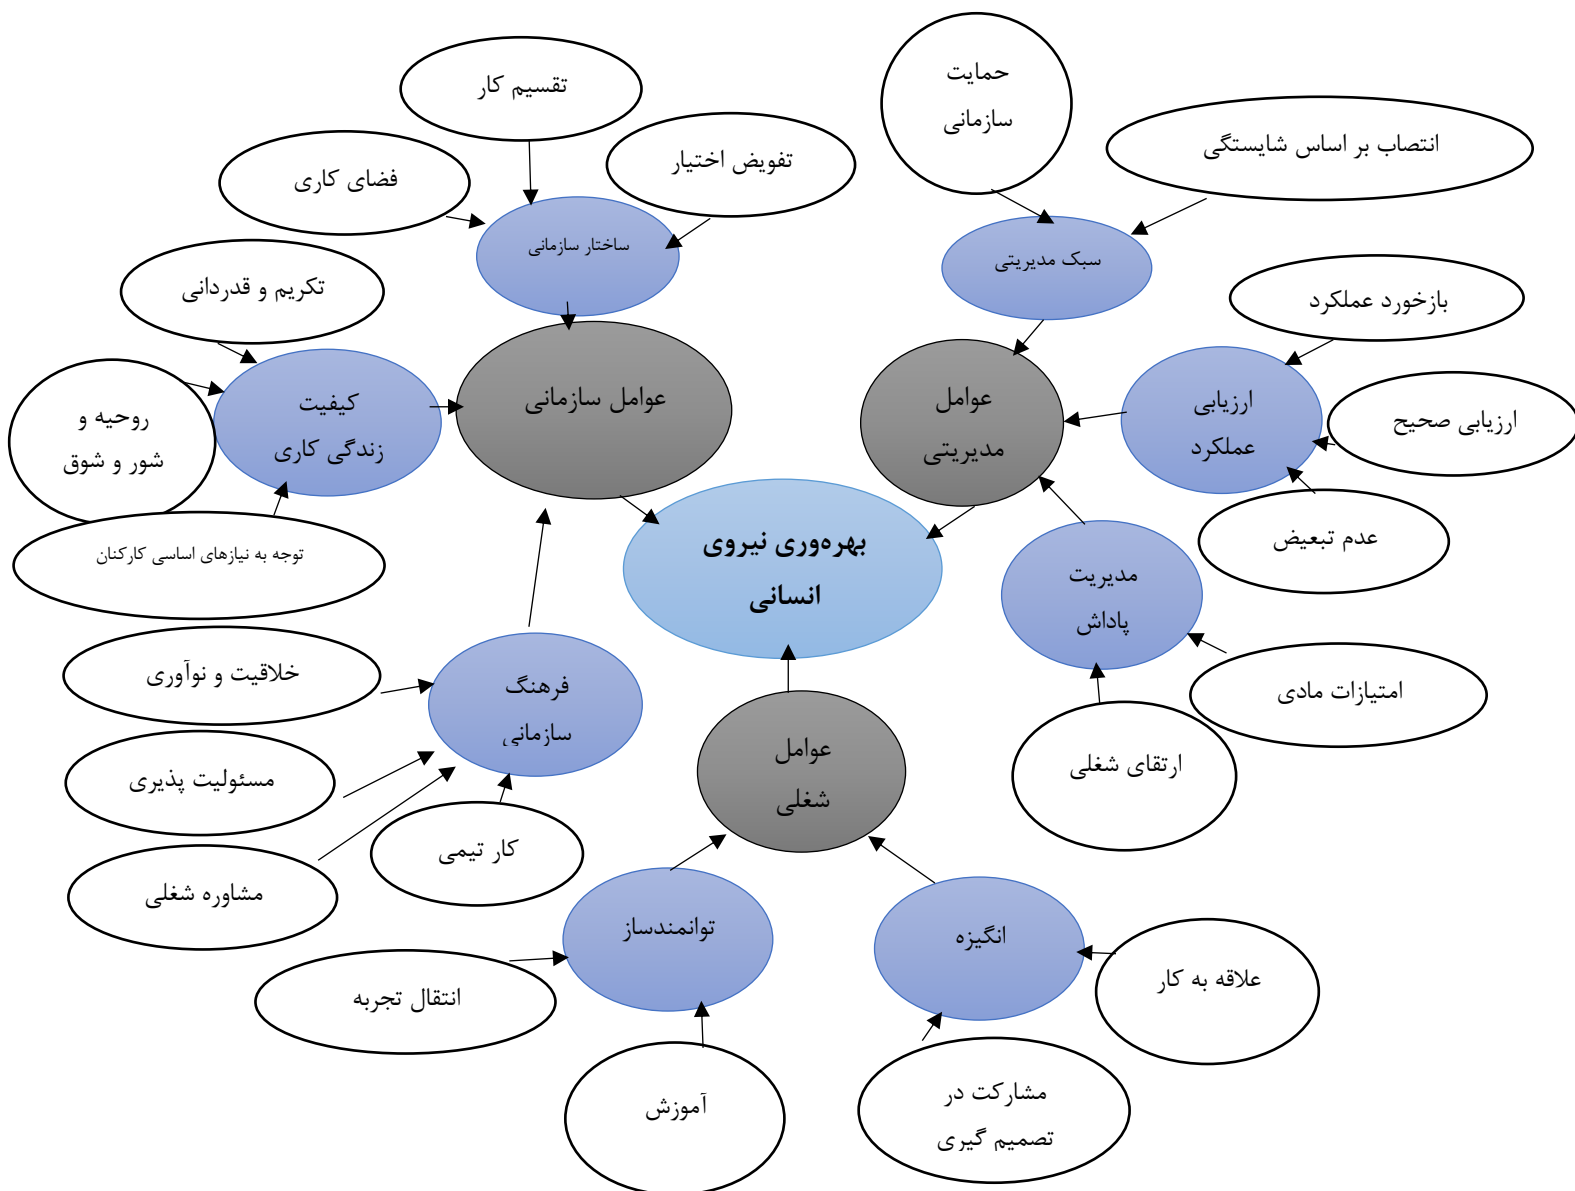 حمایت
سازمانی
تقسیم کار
انتصاب بر اساس شایستگی
تفویض اختیار
فضای کاری
ساختار سازمانی
سبک مدیریتی
تکریم و قدردانی
بازخورد عملکرد
عوامل سازمانی
عوامل
مدیریتی
ارزیابی
عملکرد
کیفیت
زندگی کاری
روحیه و
شور و شوق
ارزیابی صحیح
بهره‌وری نیروی
انسانی
عدم تبعیض
توجه به نیازهای اساسی کارکنان
مدیریت
پاداش
خلاقیت و نوآوری
فرهنگ
سازمانی
امتیازات مادی
عوامل
شغلی
ارتقای شغلی
مسئولیت پذیری
کار تیمی
مشاوره شغلی
توانمندساز
انگیزه
علاقه به کار
انتقال تجربه
آموزش
مشارکت در
تصمیم گیری